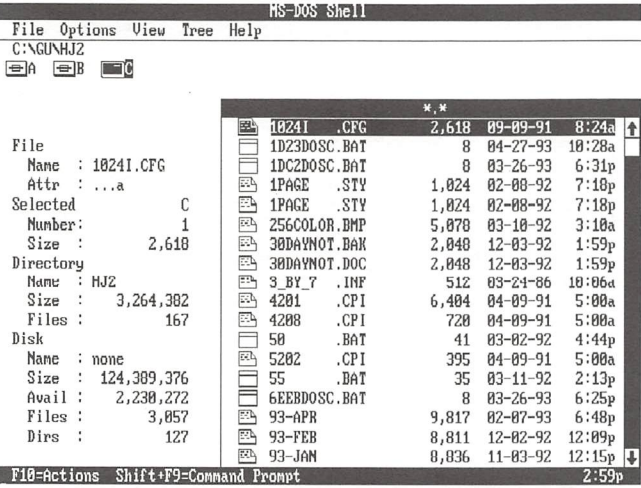 MS-DOS Shell
File Options View Tree Help
C:\GU\HJ2
A B C
*.*
1024I .CFG 2,618 09-09-91 8:24a
File 1D23DOSC.BAT 8 04-27-93 10:28a
Name : 1024I.CFG 1DC2DOSC.BAT 8 03-26-93 6:31p
Attr : ...a 1PAGE .STY 1,024 02-08-92 7:18p
Selected C 1PAGE .STY 1,024 02-08-92 7:18p
Number: 1 256COLOR.BMP 5,078 03-10-92 3:10a
Size : 2,618 30DAYNOT.BAK 2,048 12-03-92 1:59p
Directory 30DAYNOT.DOC 2,048 12-03-92 1:59p
Name : HJ2 3_BY_7 .INF 512 03-24-86 10:06a
Size : 3,264,382 4201 .CPI 6,404 04-09-91 5:00a
Files : 167 4208 .CPI 720 04-09-91 5:00a
Disk 50 .BAT 41 03-02-92 4:44p
Name : none 5202 .CPI 395 04-09-91 5:00a
Size : 124,389,376 55 .BAT 35 03-11-92 2:13p
Avail : 2,230,272 6EEBDOSC.BAT 8 03-26-93 6:25p
Files : 3,057 93-APR 9,817 02-07-93 6:48p
Dirs : 127 93-FEB 8,811 12-02-92 12:09p
93-JAN 8,836 11-03-92 12:15p
F10=Actions Shift+F9=Command Prompt 2:59p